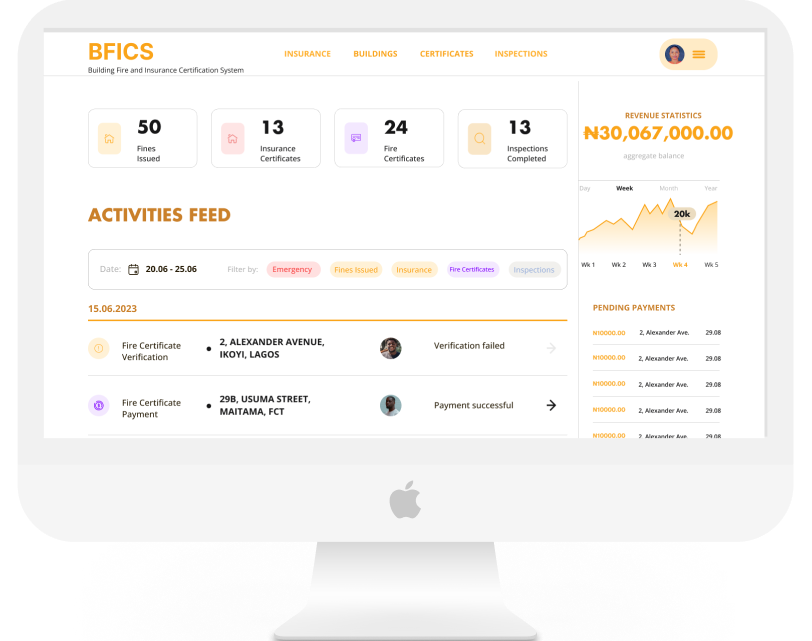 BFICS
Building Fire and Insurance Certification System
INSURANCE
BUILDINGS
CERTIFICATES
INSPECTIONS
50
Fines
Issued
13
Insurance
Certificates
24
Fire
Certificates
13
Inspections
Completed
REVENUE STATISTICS
₦30,067,000.00
aggregate balance
Day
Week
Month
Year
20k
Wk 1
Wk 2
Wk 3
Wk 4
Wk 5
ACTIVITIES FEED
Date:
20.06 - 25.06
Filter by:
Emergency
Fines Issued
Insurance
Fire Certificates
Inspections
15.06.2023
Fire Certificate
Verification
2, ALEXANDER AVENUE,
IKOYI, LAGOS
Verification failed
Fire Certificate
Payment
29B, USUMA STREET,
MAITAMA, FCT
Payment successful
PENDING PAYMENTS
₦10000.00 2, Alexander Ave. 29.08
₦10000.00 2, Alexander Ave. 29.08
₦10000.00 2, Alexander Ave. 29.08
₦10000.00 2, Alexander Ave. 29.08
₦10000.00 2, Alexander Ave. 29.08